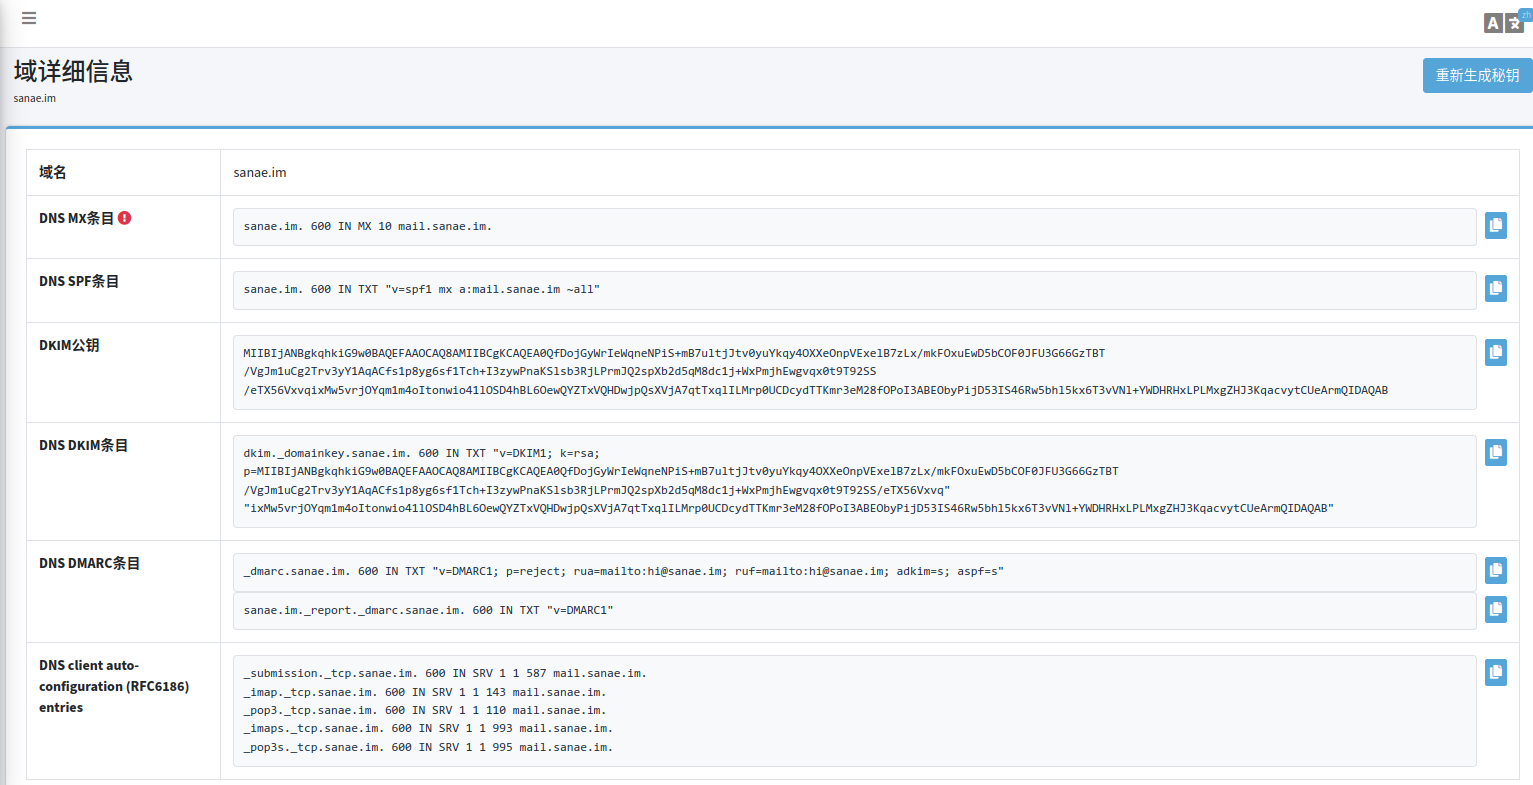 zh
域详细信息
重新生成秘钥
sanae.im
域名
sanae.im
DNS MX条目
sanae.im. 600 IN MX 10 mail.sanae.im.
DNS SPF条目
sanae.im. 600 IN TXT "v=spf1 mx a:mail.sanae.im ~all"
DKIM公钥
MIIBIjANBgkqhkiG9w0BAQEFAAOCAQ8AMIIBCgKCAQEA0QfDojGyWrIeWqneNPiS+mB7ultjJtv0yuYkqy4OXXeOnpVExelB7zLx/mkFOxuEwD5bCOF0JFU3G66GzTBT
/VgJm1uCg2Trv3yY1AqACfs1p8yg6sf1Tch+I3zywPnaKSlsb3RjLPrmJQ2spXb2d5qM8dc1j+WxPmjhEwgvqx0t9T92SS
/eTX56VxvqixMw5vrjOYqm1m4oItonwio41lOSD4hBL6OewQYZTxVQHDwjpQsXVjA7qtTxqlILMrp0UCDcydTTKmr3eM28fOPoI3ABEObyPijD53IS46Rw5bhl5kx6T3vVNl+YWDHRHxLPLMxgZHJ3KqacvytCUeArmQIDAQAB
DNS DKIM条目
dkim._domainkey.sanae.im. 600 IN TXT "v=DKIM1; k=rsa;
p=MIIBIjANBgkqhkiG9w0BAQEFAAOCAQ8AMIIBCgKCAQEA0QfDojGyWrIeWqneNPiS+mB7ultjJtv0yuYkqy4OXXeOnpVExelB7zLx/mkFOxuEwD5bCOF0JFU3G66GzTBT
/VgJm1uCg2Trv3yY1AqACfs1p8yg6sf1Tch+I3zywPnaKSlsb3RjLPrmJQ2spXb2d5qM8dc1j+WxPmjhEwgvqx0t9T92SS/eTX56Vxvq"
"ixMw5vrjOYqm1m4oItonwio41lOSD4hBL6OewQYZTxVQHDwjpQsXVjA7qtTxqlILMrp0UCDcydTTKmr3eM28fOPoI3ABEObyPijD53IS46Rw5bhl5kx6T3vVNl+YWDHRHxLPLMxgZHJ3KqacvytCUeArmQIDAQAB"
DNS DMARC条目
_dmarc.sanae.im. 600 IN TXT "v=DMARC1; p=reject; rua=mailto:hi@sanae.im; ruf=mailto:hi@sanae.im; adkim=s; aspf=s"
sanae.im._report._dmarc.sanae.im. 600 IN TXT "v=DMARC1"
DNS client auto-
configuration (RFC6186)
entries
_submission._tcp.sanae.im. 600 IN SRV 1 1 587 mail.sanae.im.
_imap._tcp.sanae.im. 600 IN SRV 1 1 143 mail.sanae.im.
_pop3._tcp.sanae.im. 600 IN SRV 1 1 110 mail.sanae.im.
_imaps._tcp.sanae.im. 600 IN SRV 1 1 993 mail.sanae.im.
_pop3s._tcp.sanae.im. 600 IN SRV 1 1 995 mail.sanae.im.